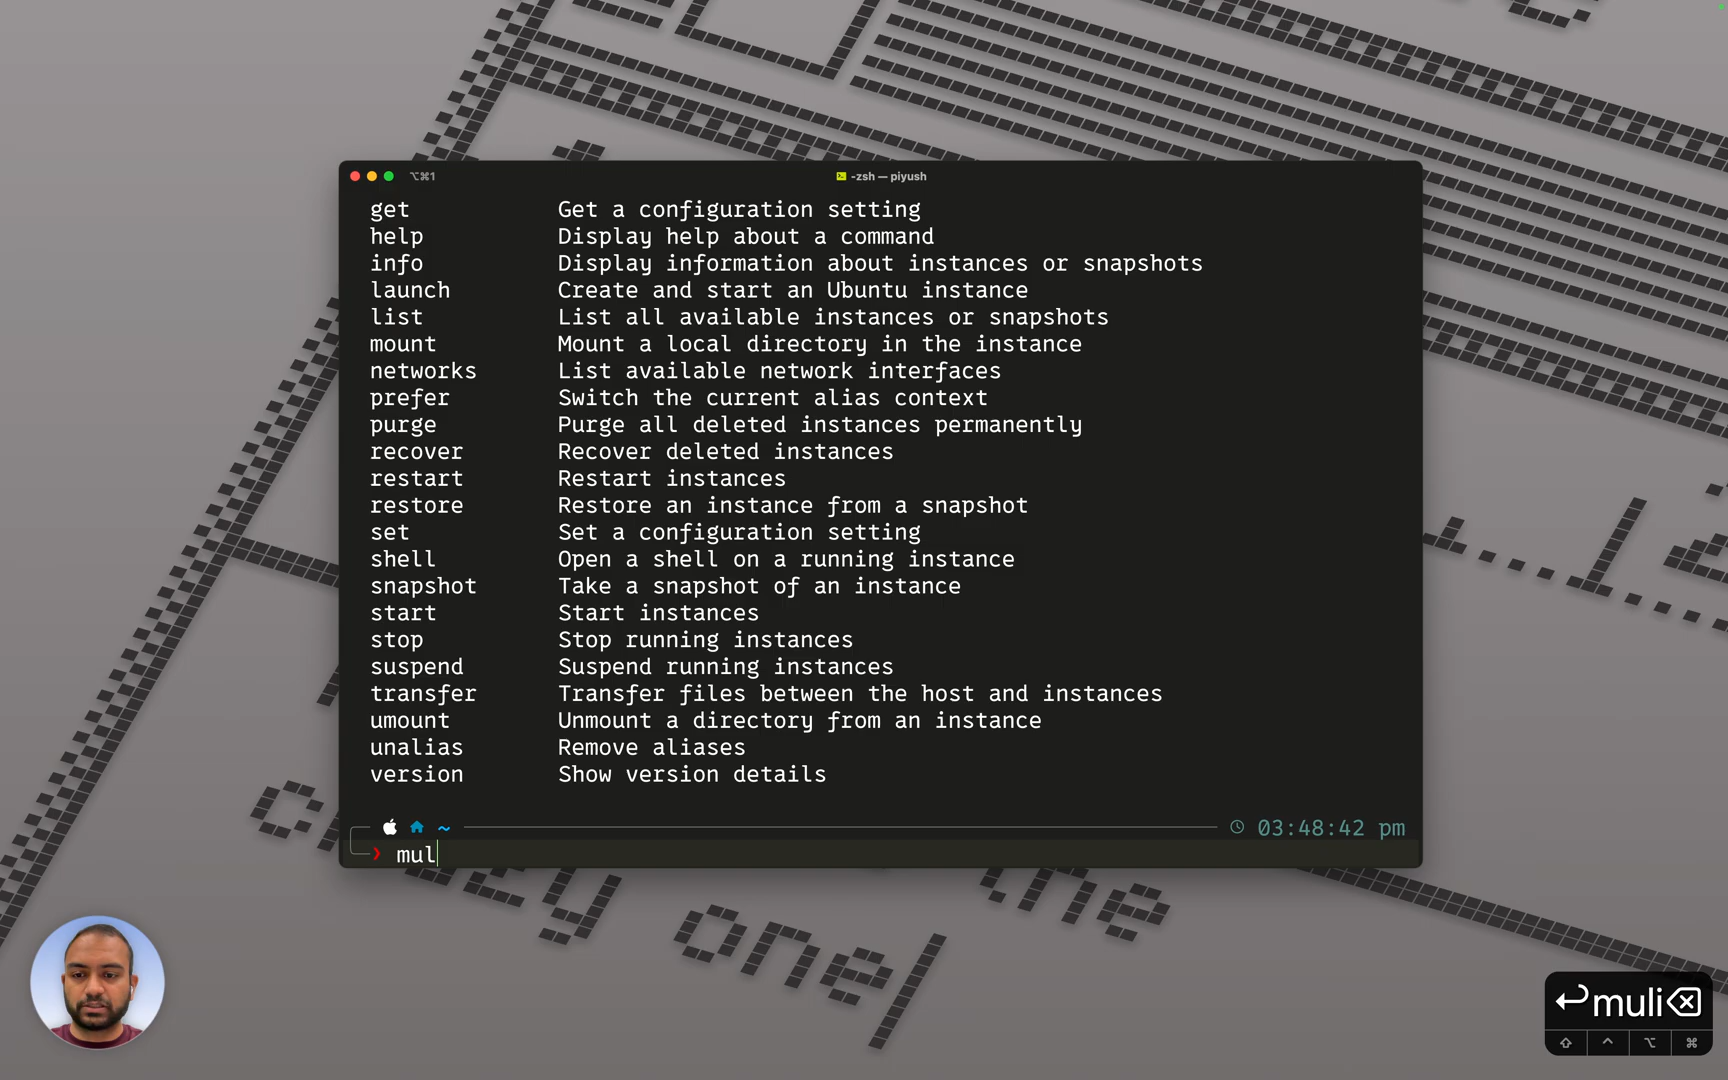 ⌥⌘1
-zsh — piyush
get Get a configuration setting
help Display help about a command
info Display information about instances or snapshots
launch Create and start an Ubuntu instance
list List all available instances or snapshots
mount Mount a local directory in the instance
networks List available network interfaces
prefer Switch the current alias context
purge Purge all deleted instances permanently
recover Recover deleted instances
restart Restart instances
restore Restore an instance from a snapshot
set Set a configuration setting
shell Open a shell on a running instance
snapshot Take a snapshot of an instance
start Start instances
stop Stop running instances
suspend Suspend running instances
transfer Transfer files between the host and instances
umount Unmount a directory from an instance
unalias Remove aliases
version Show version details
~ 03:48:42 pm
❯ mul
the
one/
↩muli⌫
⇧ ^ ⌥ ⌘